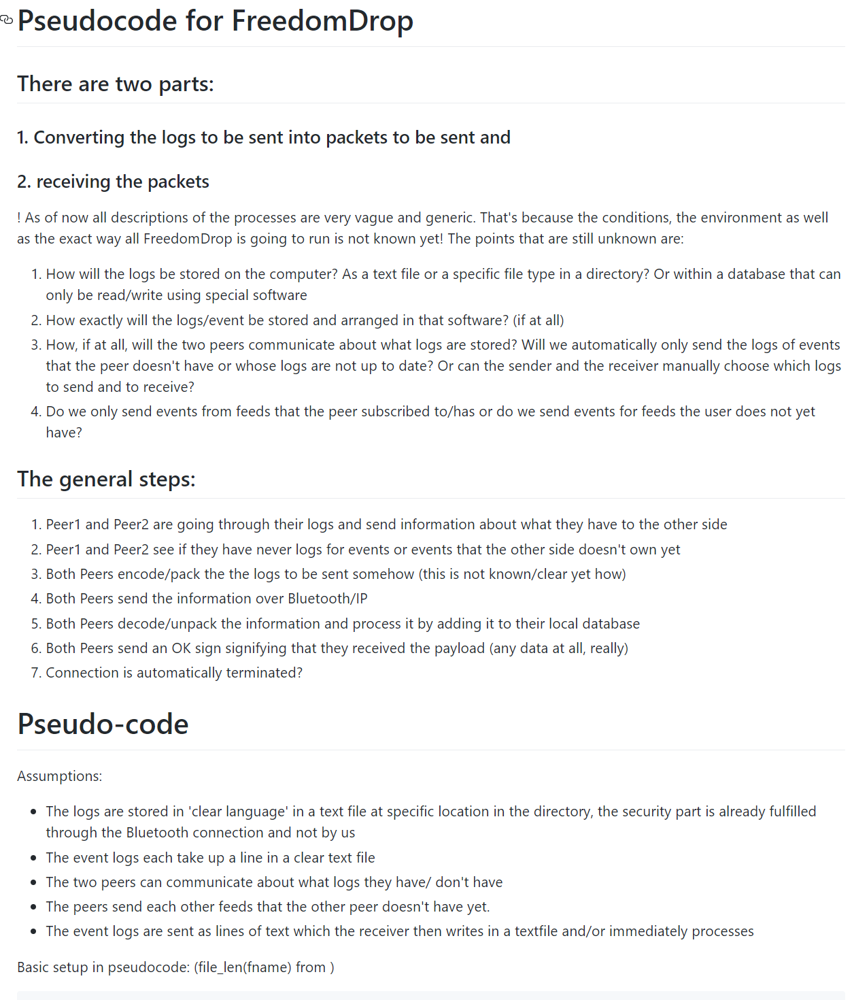 Pseudocode for FreedomDrop
There are two parts:
1. Converting the logs to be sent into packets to be sent and
2. receiving the packets
! As of now all descriptions of the processes are very vague and generic. That's because the conditions, the environment as well
as the exact way all FreedomDrop is going to run is not known yet! The points that are still unknown are:
1. How will the logs be stored on the computer? As a text file or a specific file type in a directory? Or within a database that can
only be read/write using special software
2. How exactly will the logs/event be stored and arranged in that software? (if at all)
3. How, if at all, will the two peers communicate about what logs are stored? Will we automatically only send the logs of events
that the peer doesn't have or whose logs are not up to date? Or can the sender and the receiver manually choose which logs
to send and to receive?
4. Do we only send events from feeds that the peer subscribed to/has or do we send events for feeds the user does not yet
have?
The general steps:
1. Peer1 and Peer2 are going through their logs and send information about what they have to the other side
2. Peer1 and Peer2 see if they have never logs for events or events that the other side doesn't own yet
3. Both Peers encode/pack the the logs to be sent somehow (this is not known/clear yet how)
4. Both Peers send the information over Bluetooth/IP
5. Both Peers decode/unpack the information and process it by adding it to their local database
6. Both Peers send an OK sign signifying that they received the payload (any data at all, really)
7. Connection is automatically terminated?
Pseudo-code
Assumptions:
• The logs are stored in 'clear language' in a text file at specific location in the directory, the security part is already fulfilled
through the Bluetooth connection and not by us
• The event logs each take up a line in a clear text file
• The two peers can communicate about what logs they have/ don't have
• The peers send each other feeds that the other peer doesn't have yet.
• The event logs are sent as lines of text which the receiver then writes in a textfile and/or immediately processes
Basic setup in pseudocode: (file_len(fname) from )